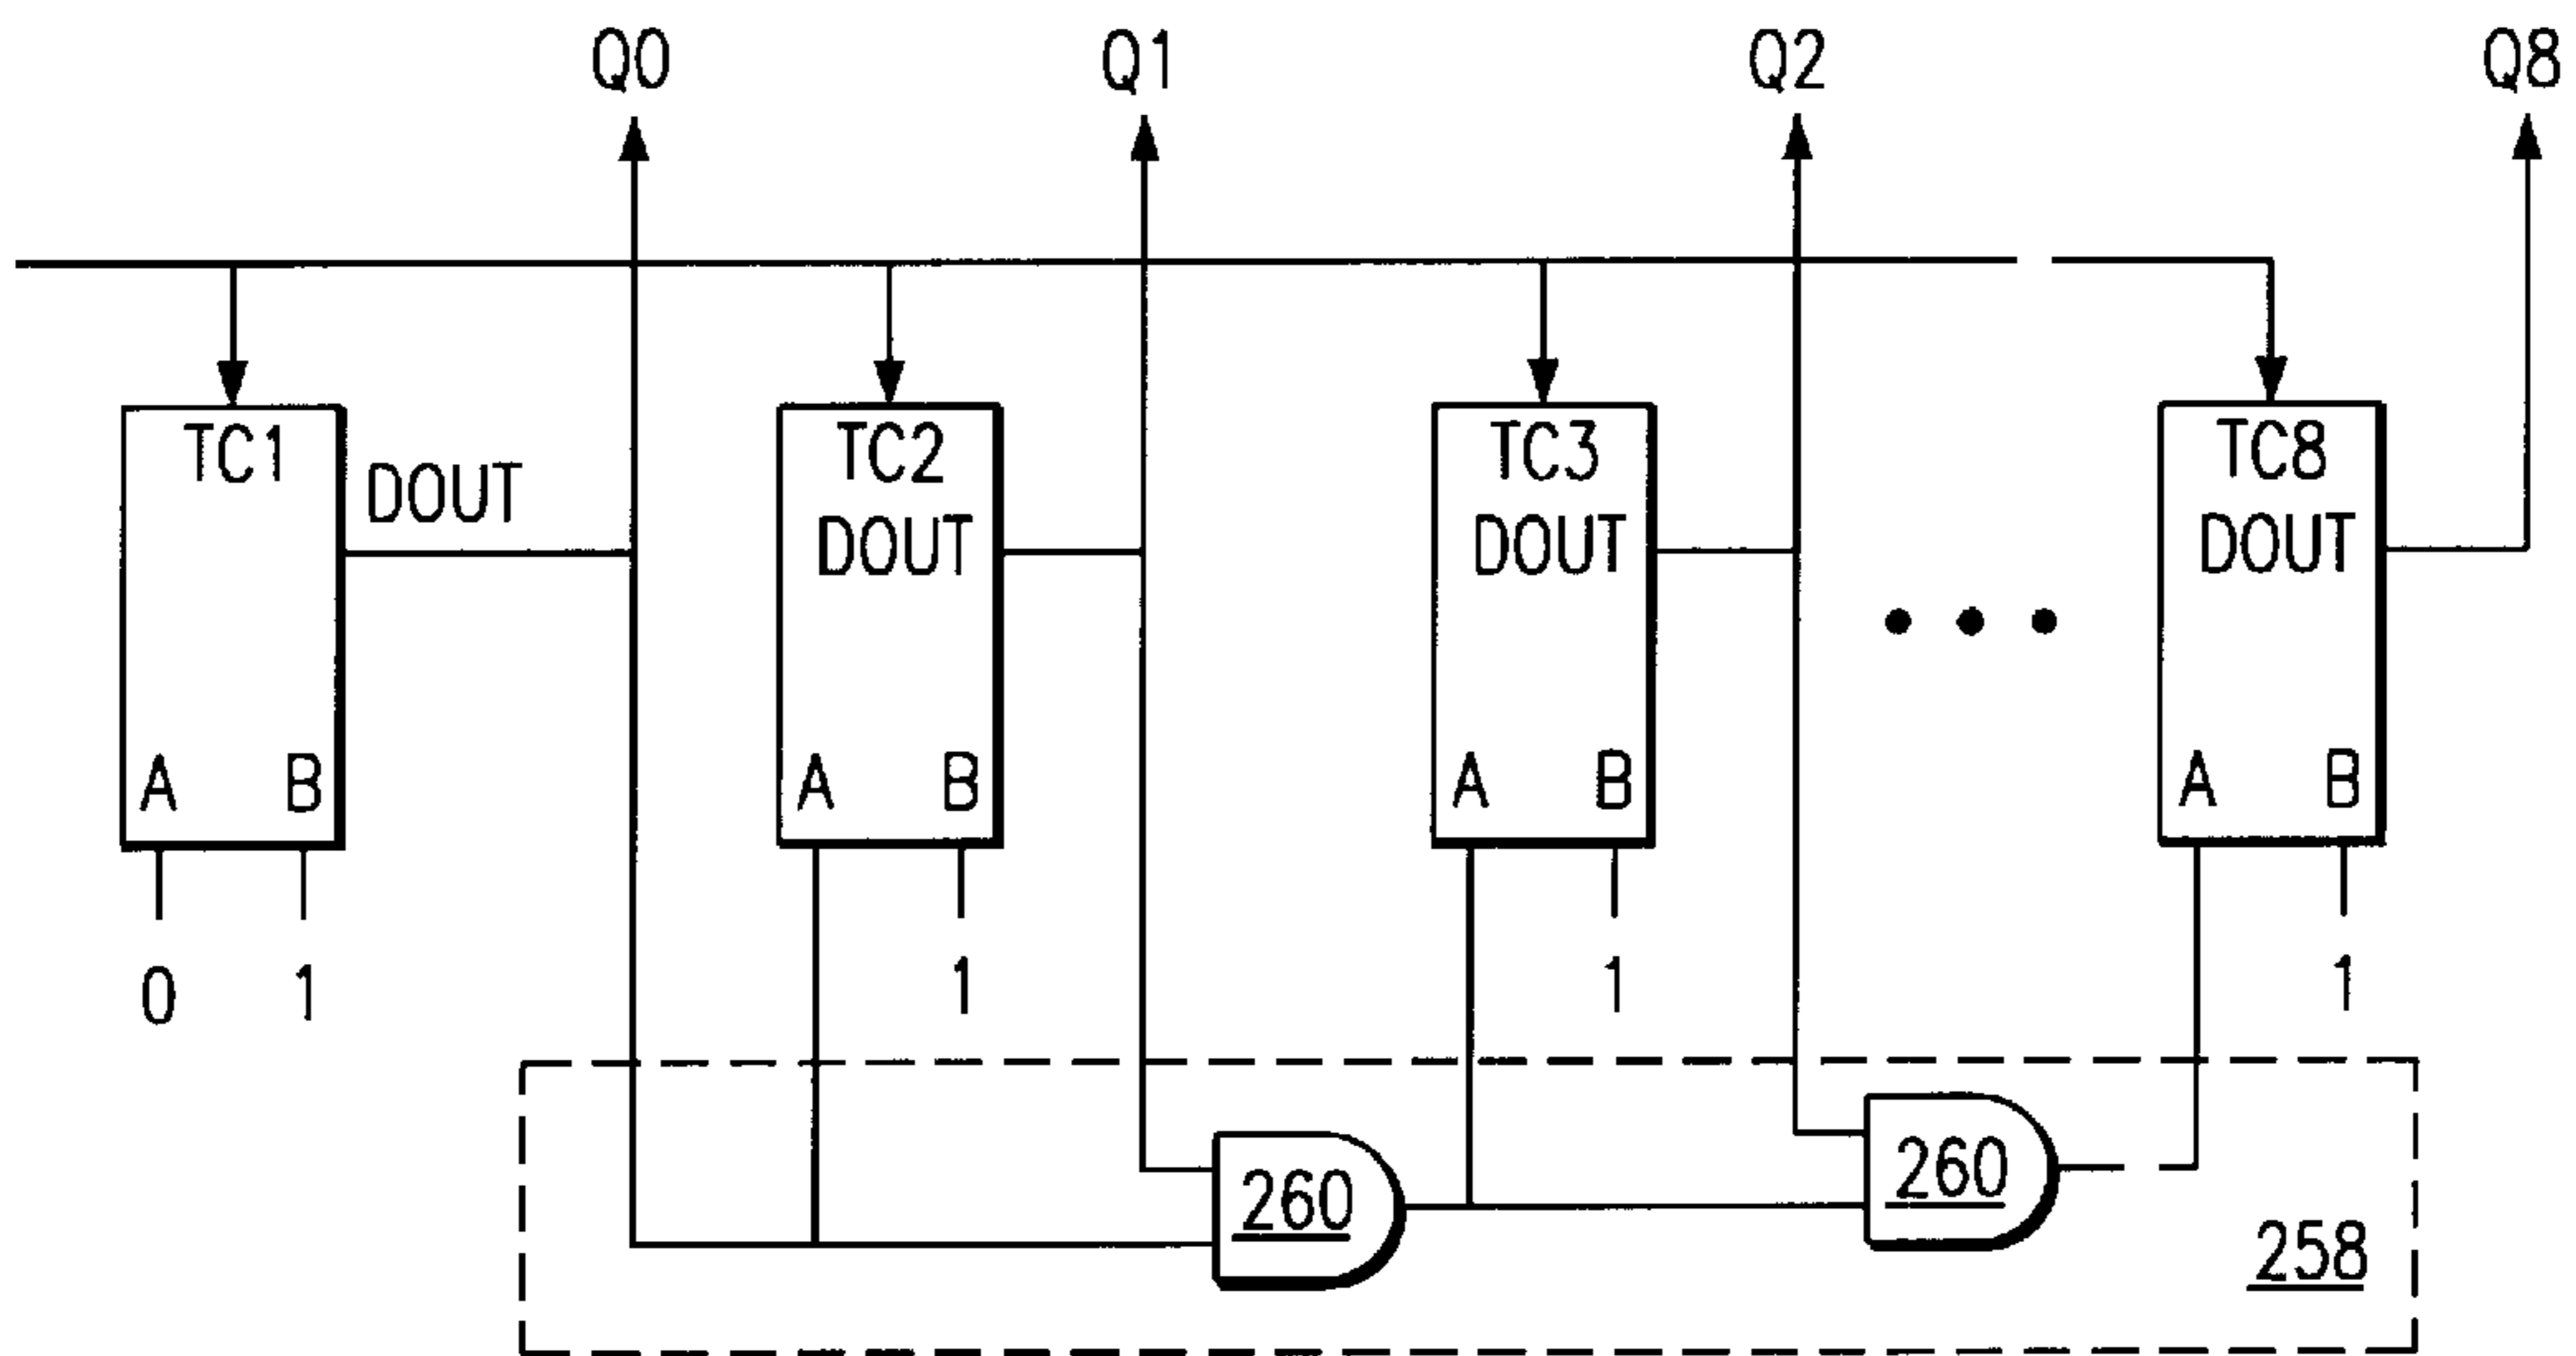 Q0 Q1 Q2 Q8
TC1 TC2 TC3 TC8
DOUT DOUT DOUT DOUT
A B A B A B A B
0 1 1 1 1
260 260
258